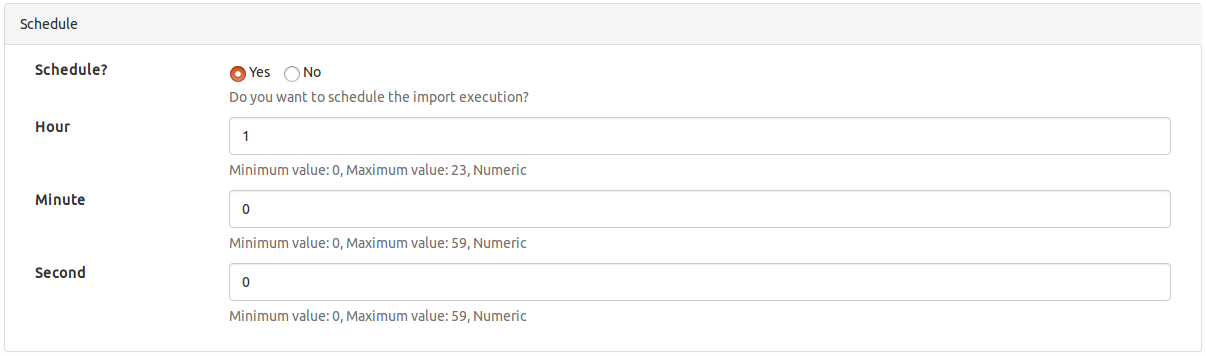 Schedule
Schedule?
Yes No
Do you want to schedule the import execution?
Hour
1
Minimum value: 0, Maximum value: 23, Numeric
Minute
0
Minimum value: 0, Maximum value: 59, Numeric
Second
0
Minimum value: 0, Maximum value: 59, Numeric